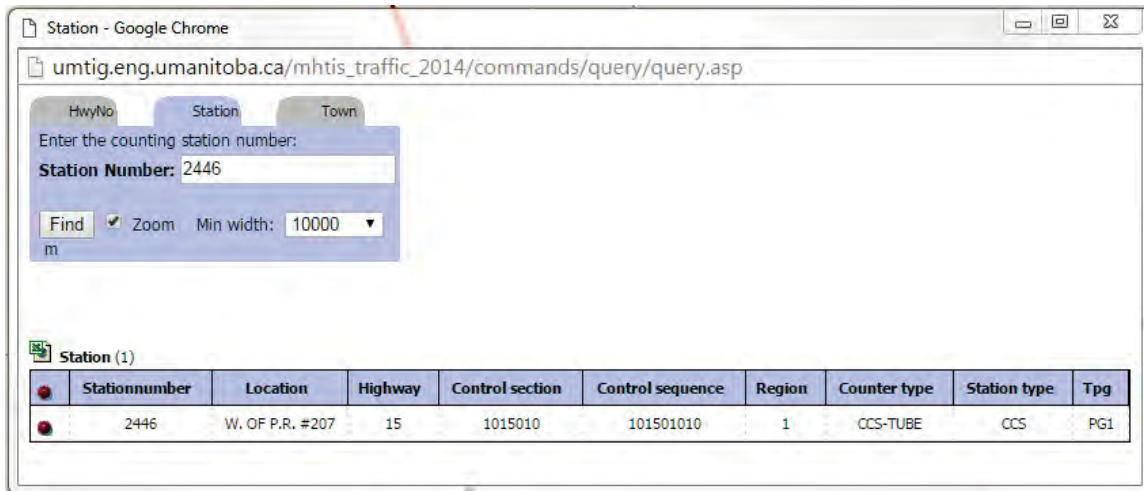 Station - Google Chrome
umtig.eng.umanitoba.ca/mhtis_traffic_2014/commands/query/query.asp
HwyNo Station Town
Enter the counting station number:
Station Number: 2446
Find Zoom Min width: 10000
m
Station (1)
Stationnumber Location Highway Control section Control sequence Region Counter type Station type Tpg
2446 W. OF P.R. #207 15 1015010 101501010 1 CCS-TUBE CCS PG1